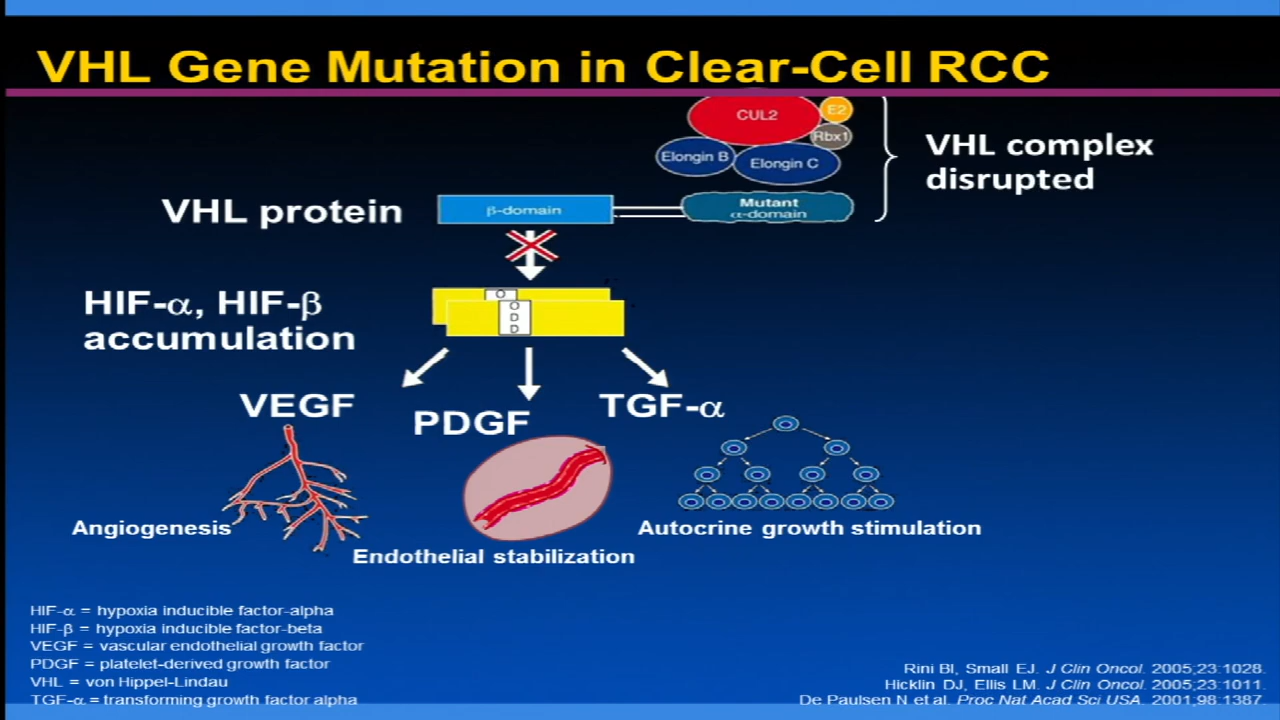 VHL Gene Mutation in Clear-Cell RCC
CUL2
E2
Rbx1
Elongin B
Elongin C
VHL complex
disrupted
VHL protein
β-domain
Mutant
α-domain
HIF-α, HIF-β
accumulation
O
O
D
D
VEGF
PDGF
TGF-α
Angiogenesis
Endothelial stabilization
Autocrine growth stimulation
HIF-α = hypoxia inducible factor-alpha
HIF-β = hypoxia inducible factor-beta
VEGF = vascular endothelial growth factor
PDGF = platelet-derived growth factor
VHL = von Hippel-Lindau
TGF-α = transforming growth factor alpha
Rini BI, Small EJ. J Clin Oncol. 2005;23:1028.
Hicklin DJ, Ellis LM. J Clin Oncol. 2005;23:1011.
De Paulsen N et al. Proc Nat Acad Sci USA. 2001;98:1387.